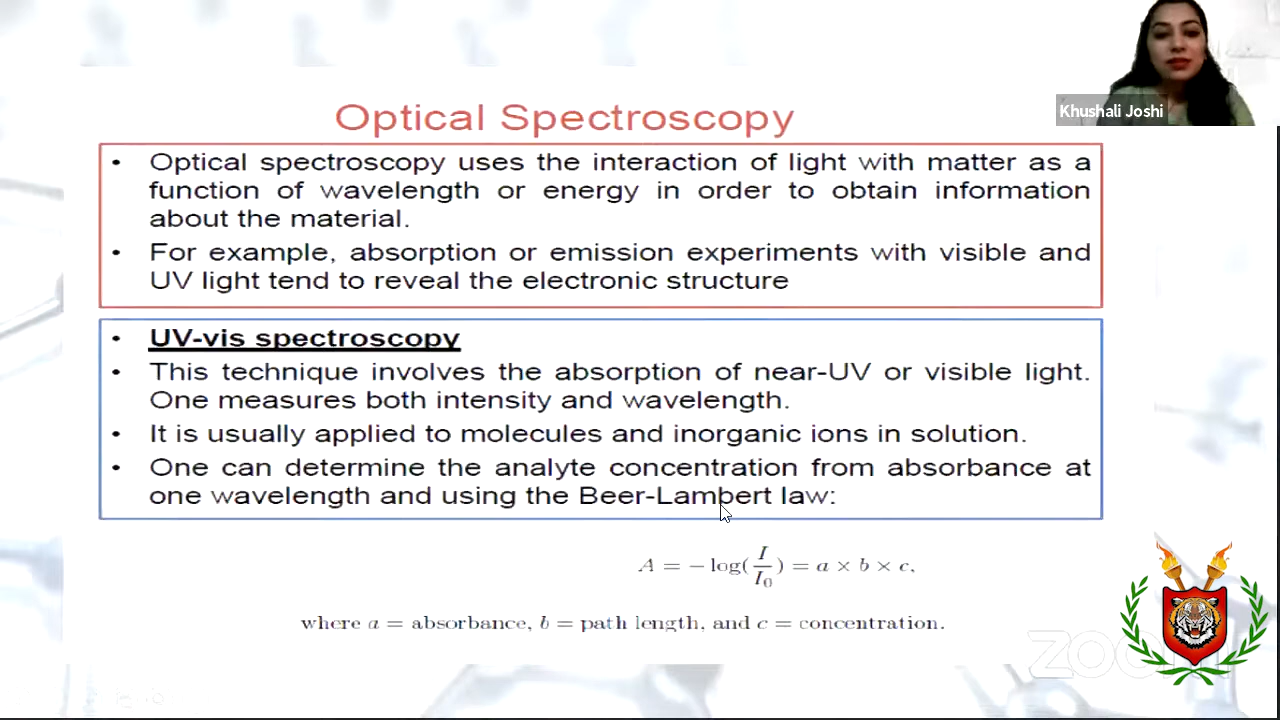 Khushali Joshi
Optical Spectroscopy
• Optical spectroscopy uses the interaction of light with matter as a
function of wavelength or energy in order to obtain information
about the material.
• For example, absorption or emission experiments with visible and
UV light tend to reveal the electronic structure
• UV-vis spectroscopy
• This technique involves the absorption of near-UV or visible light.
One measures both intensity and wavelength.
• It is usually applied to molecules and inorganic ions in solution.
• One can determine the analyte concentration from absorbance at
one wavelength and using the Beer-Lambert law:
A = − log(I/I₀) = a × b × c,
where a = absorbance, b = path length, and c = concentration.
zoom